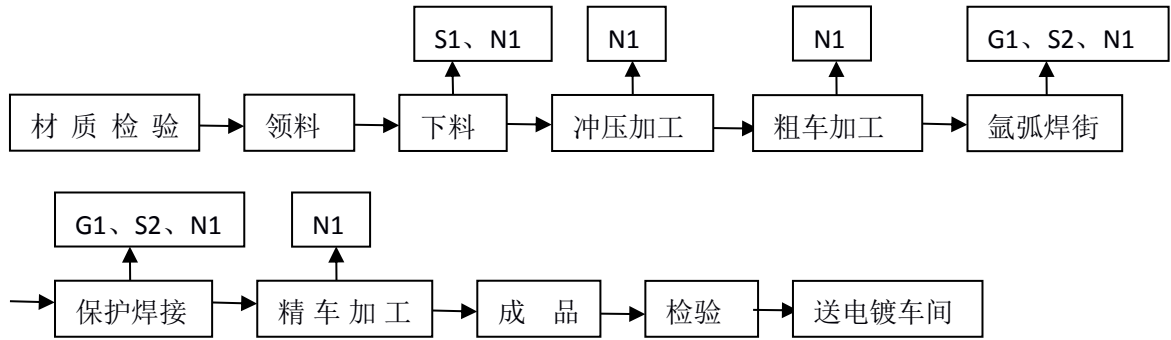 S1、N1
N1
N1
G1、S2、N1
材质检验
领料
下料
冲压加工
粗车加工
氩弧焊街
G1、S2、N1
N1
保护焊接
精车加工
成品
检验
送电镀车间